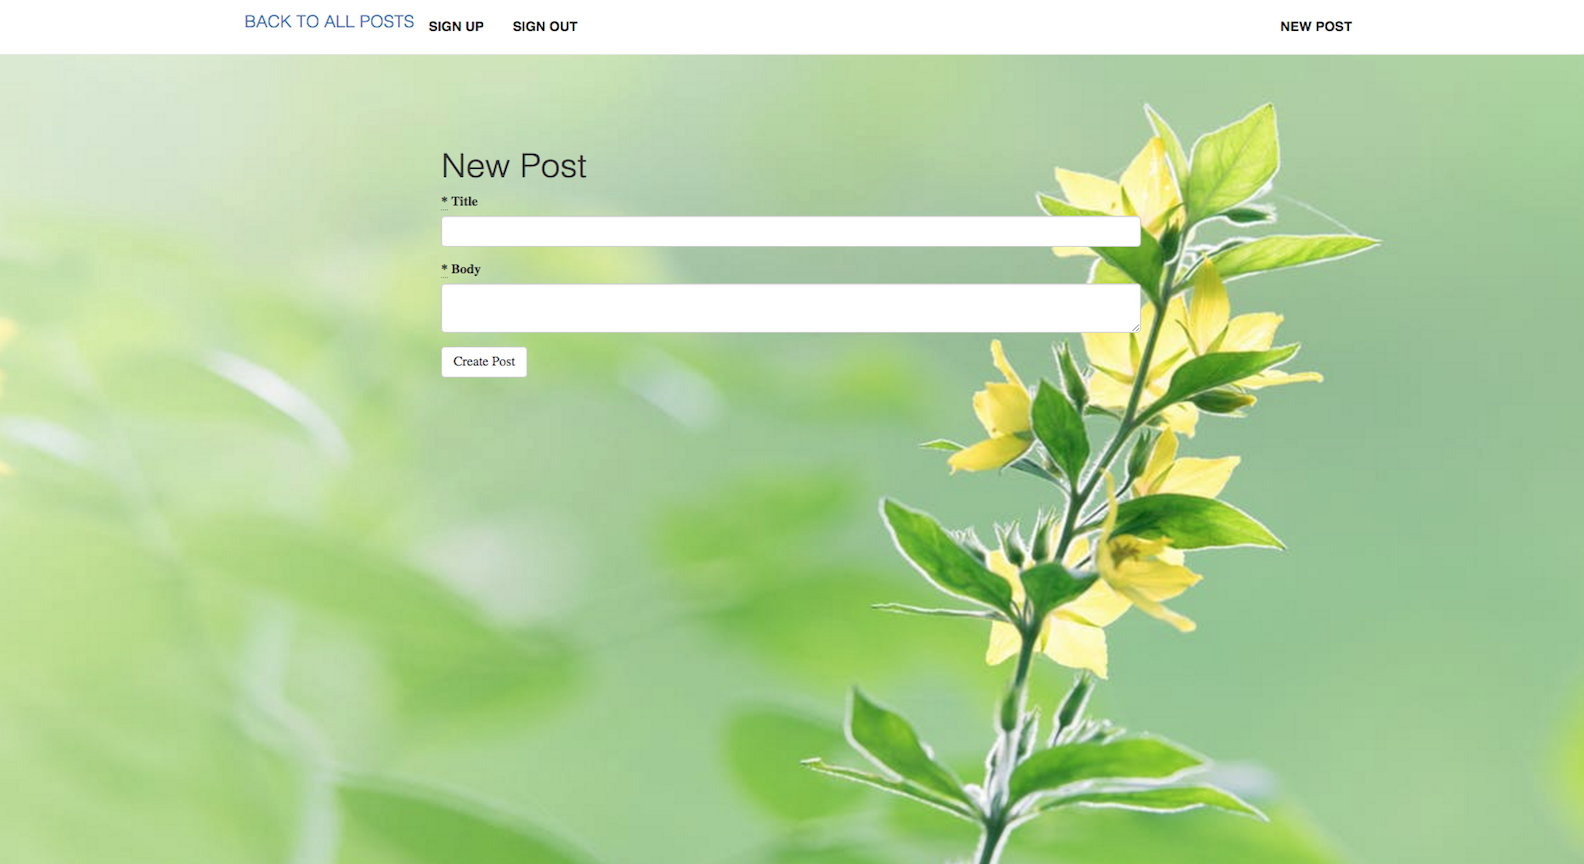 BACK TO ALL POSTS SIGN UP SIGN OUT NEW POST
New Post
* Title
* Body
Create Post